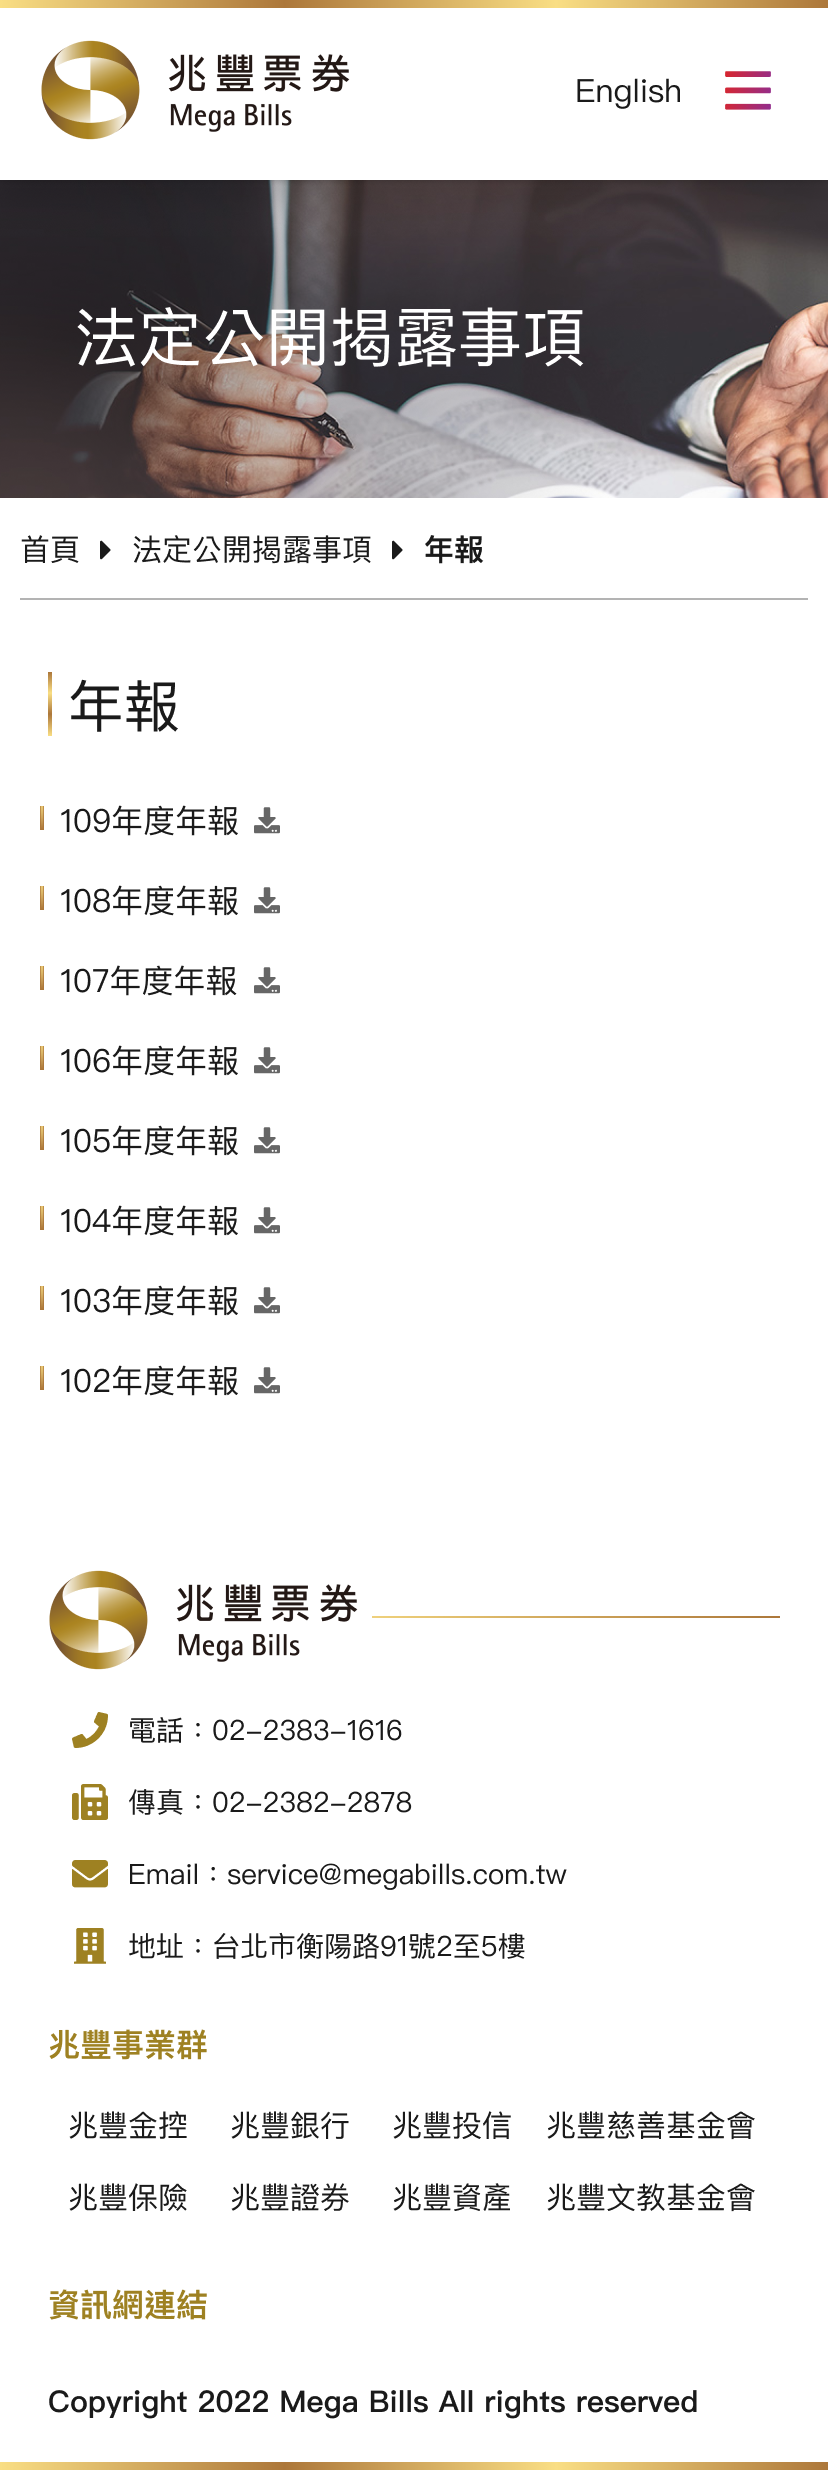 兆豐票券
Mega Bills
English
法定公開揭露事項
首頁 法定公開揭露事項 年報
年報
109年度年報
108年度年報
107年度年報
106年度年報
105年度年報
104年度年報
103年度年報
102年度年報
兆豐票券
Mega Bills
電話：02-2383-1616
傳真：02-2382-2878
Email：service@megabills.com.tw
地址：台北市衡陽路91號2至5樓
兆豐事業群
兆豐金控 兆豐銀行 兆豐投信 兆豐慈善基金會
兆豐保險 兆豐證券 兆豐資產 兆豐文教基金會
資訊網連結
Copyright 2022 Mega Bills All rights reserved